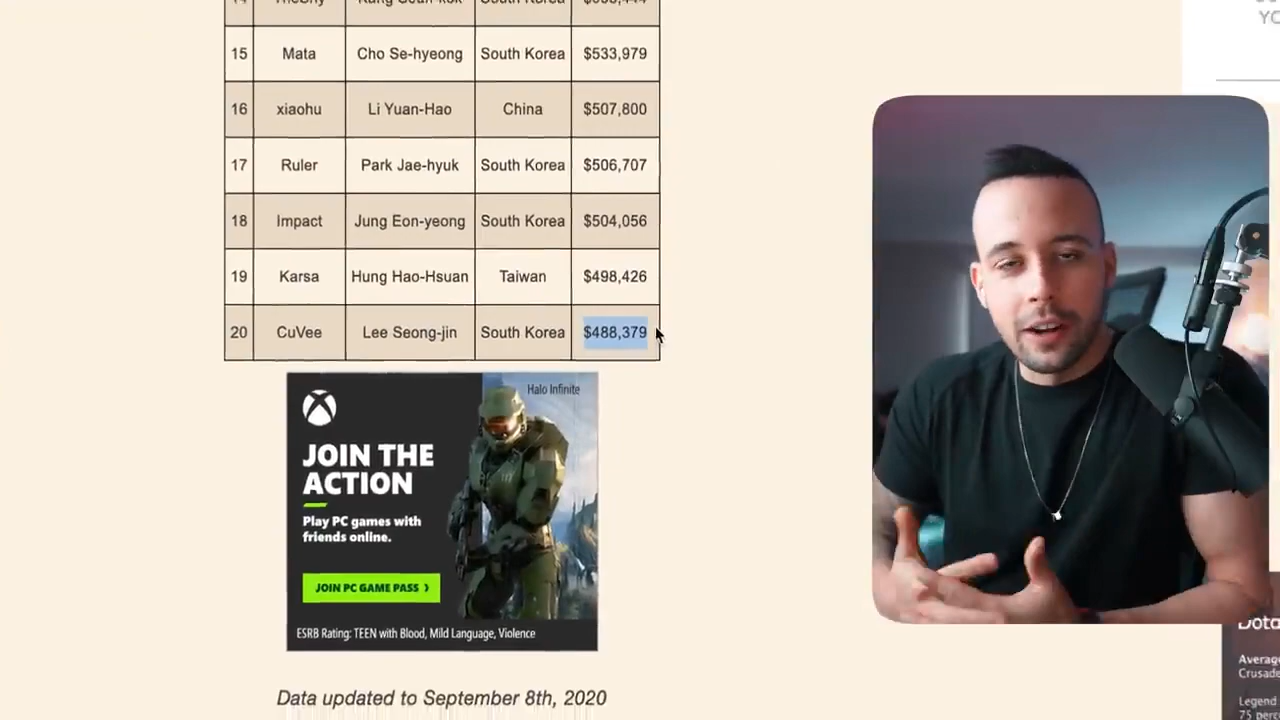 15 Mata Cho Se-hyeong South Korea $533,979
16 xiaohu Li Yuan-Hao China $507,800
17 Ruler Park Jae-hyuk South Korea $506,707
18 Impact Jung Eon-yeong South Korea $504,056
19 Karsa Hung Hao-Hsuan Taiwan $498,426
20 CuVee Lee Seong-jin South Korea $488,379
Halo Infinite
JOIN THE
ACTION
Play PC games with
friends online.
JOIN PC GAME PASS
ESRB Rating: TEEN with Blood, Mild Language, Violence
Data updated to September 8th, 2020
Legend